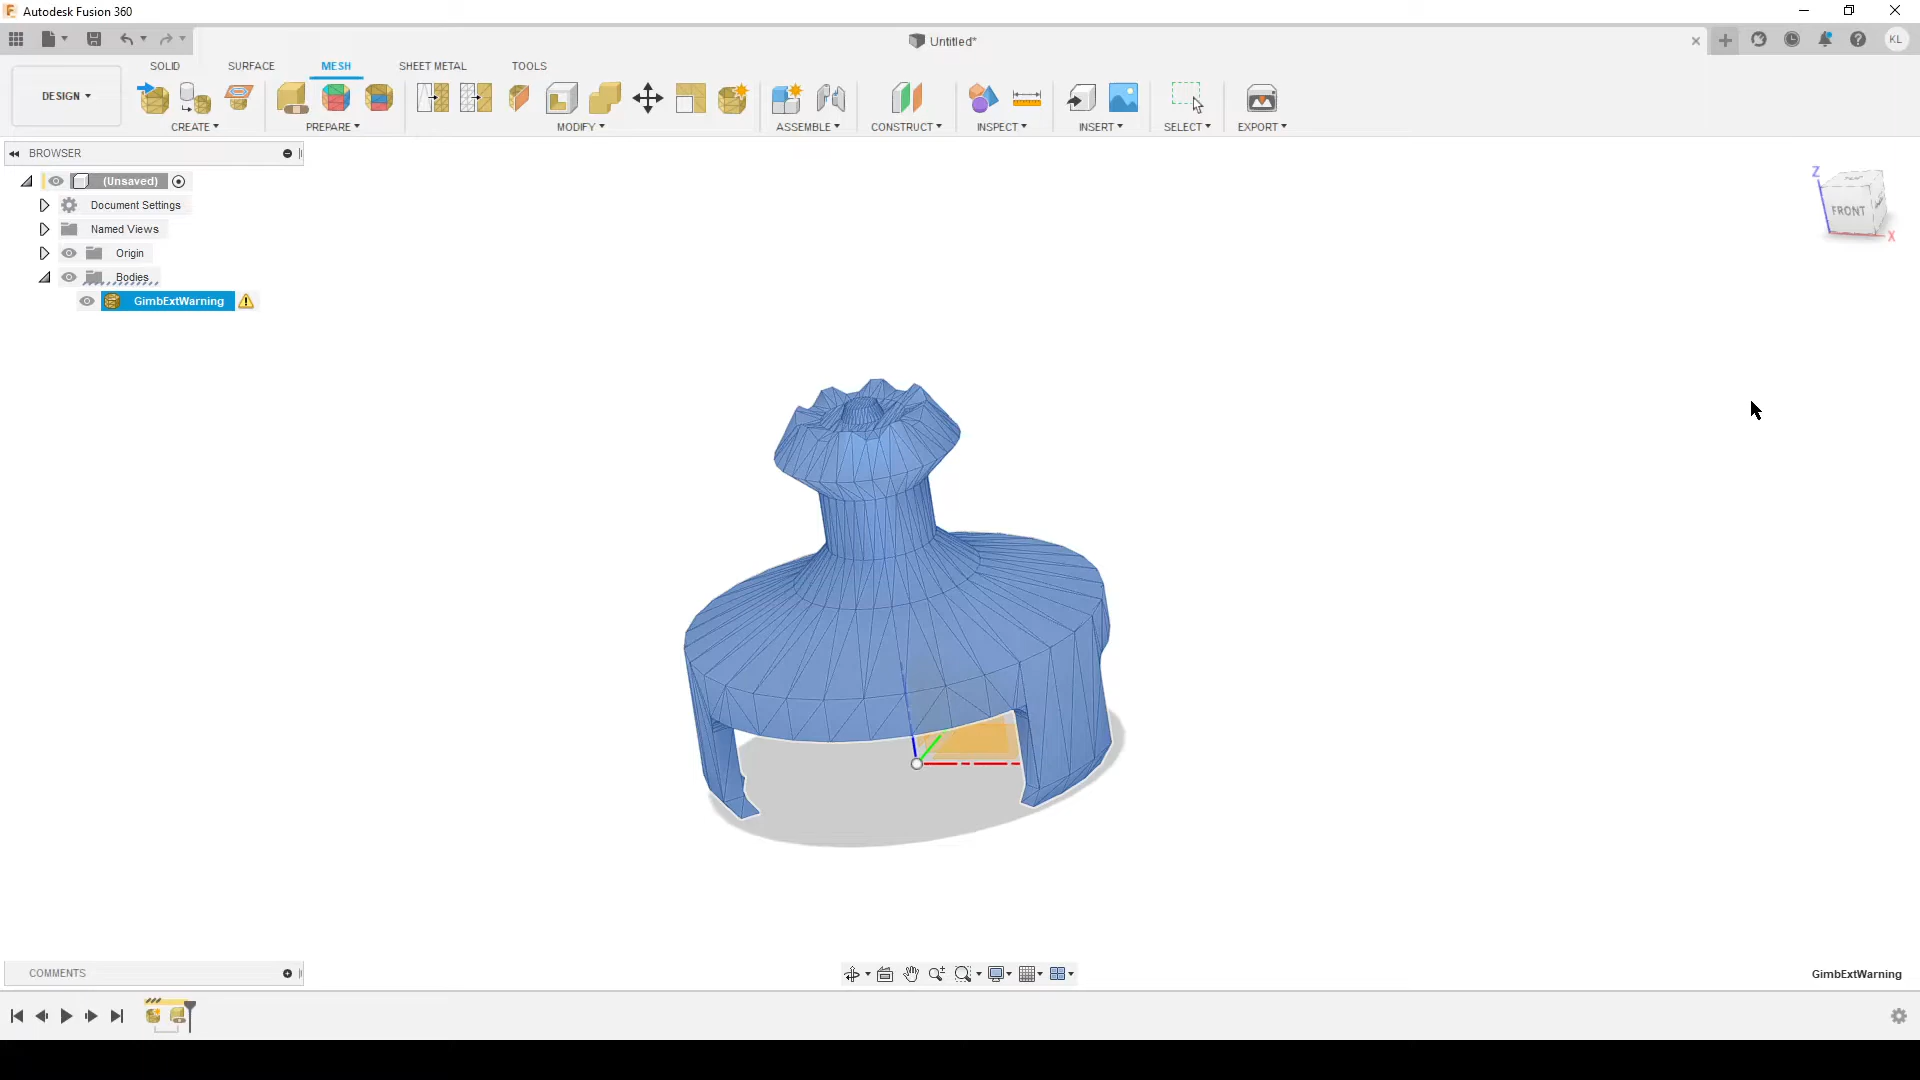 Autodesk Fusion 360
Untitled*
KL
SOLID
SURFACE
MESH
SHEET METAL
TOOLS
DESIGN
CREATE
PREPARE
MODIFY
ASSEMBLE
CONSTRUCT
INSPECT
INSERT
SELECT
EXPORT
BROWSER
(Unsaved)
Document Settings
Named Views
Origin
Bodies
GimbExtWarning
Z
FRONT
X
COMMENTS
GimbExtWarning